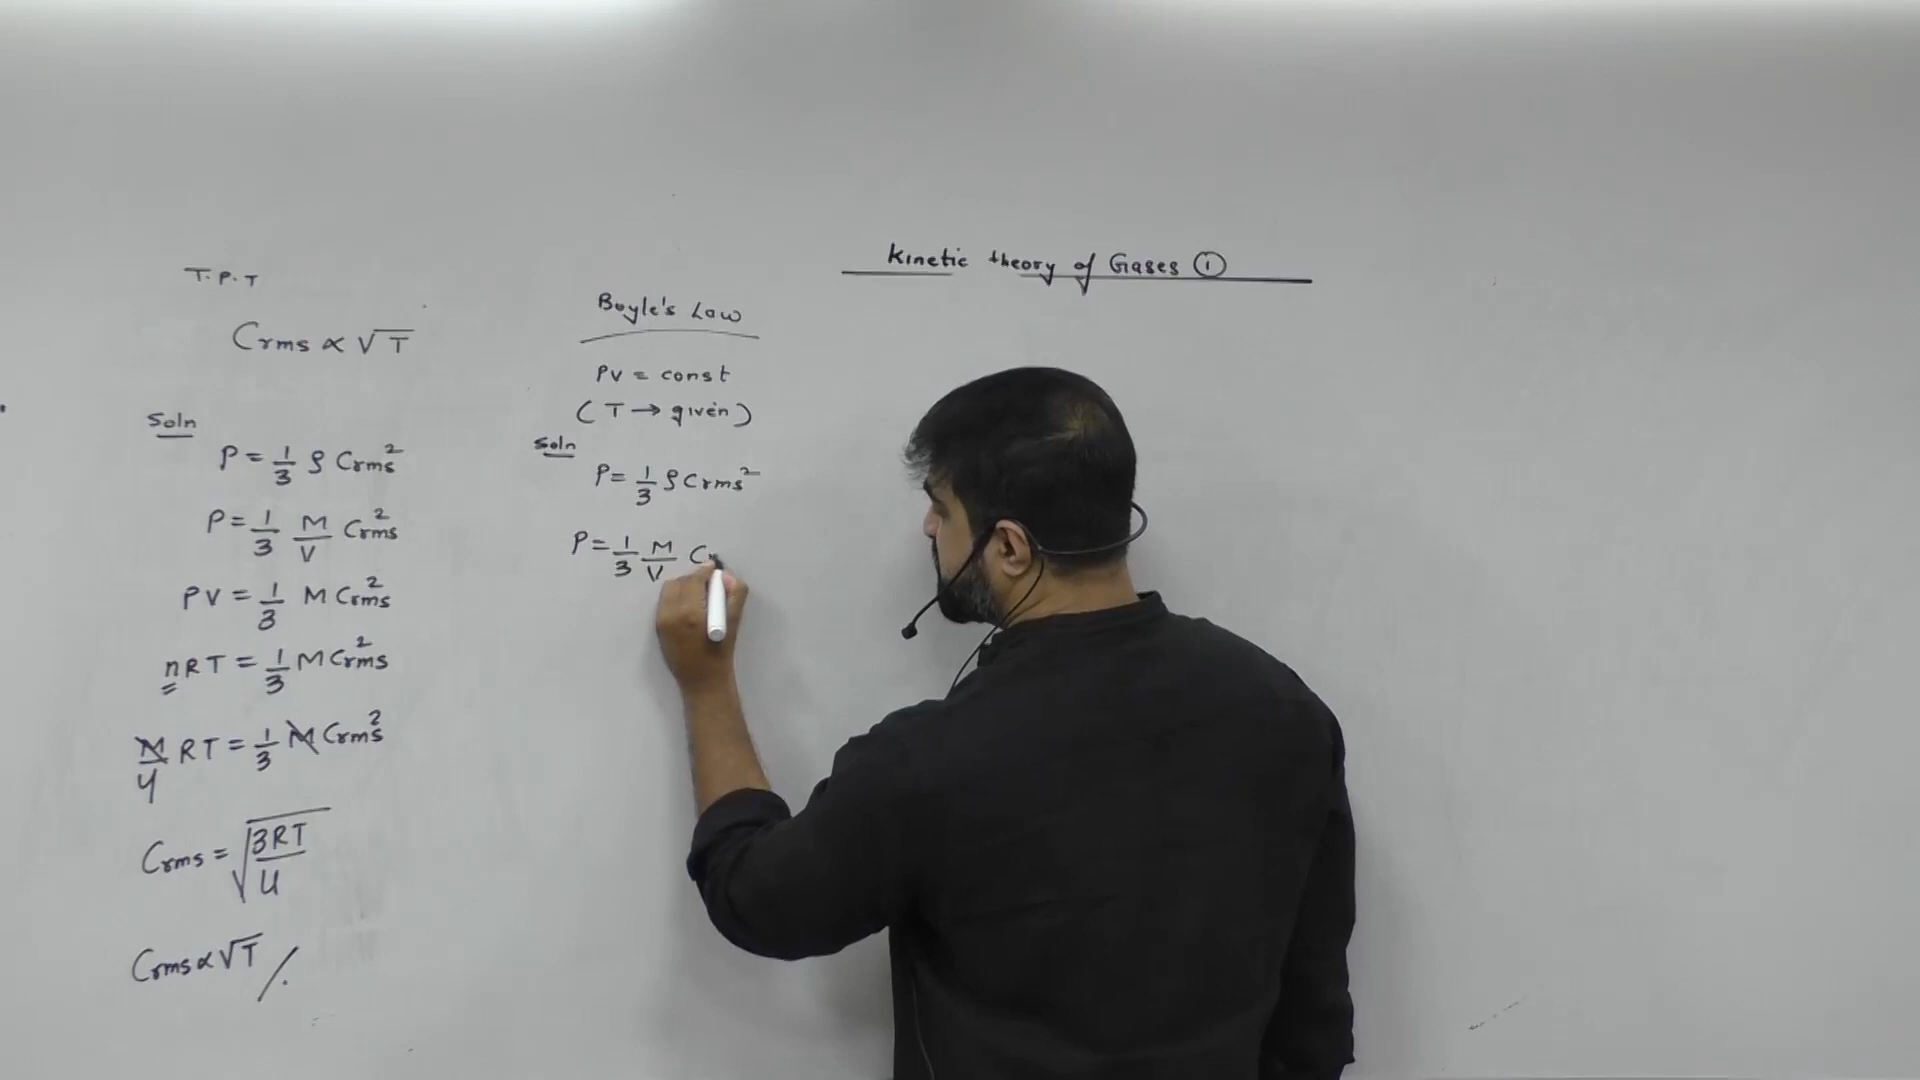 Kinetic theory of Gases ①
T.P.T
Crms ∝ √T
Soln
P = 1/3 ρ Crms²
P = 1/3 M/V Crms²
PV = 1/3 M Crms²
nRT = 1/3 M Crms²
M/μ RT = 1/3 M Crms²
Crms = √(3RT/μ)
Crms ∝ √T /.
Boyle's Law
PV = const
(T → given)
Soln
P = 1/3 ρ Crms²
P = 1/3 M/V C